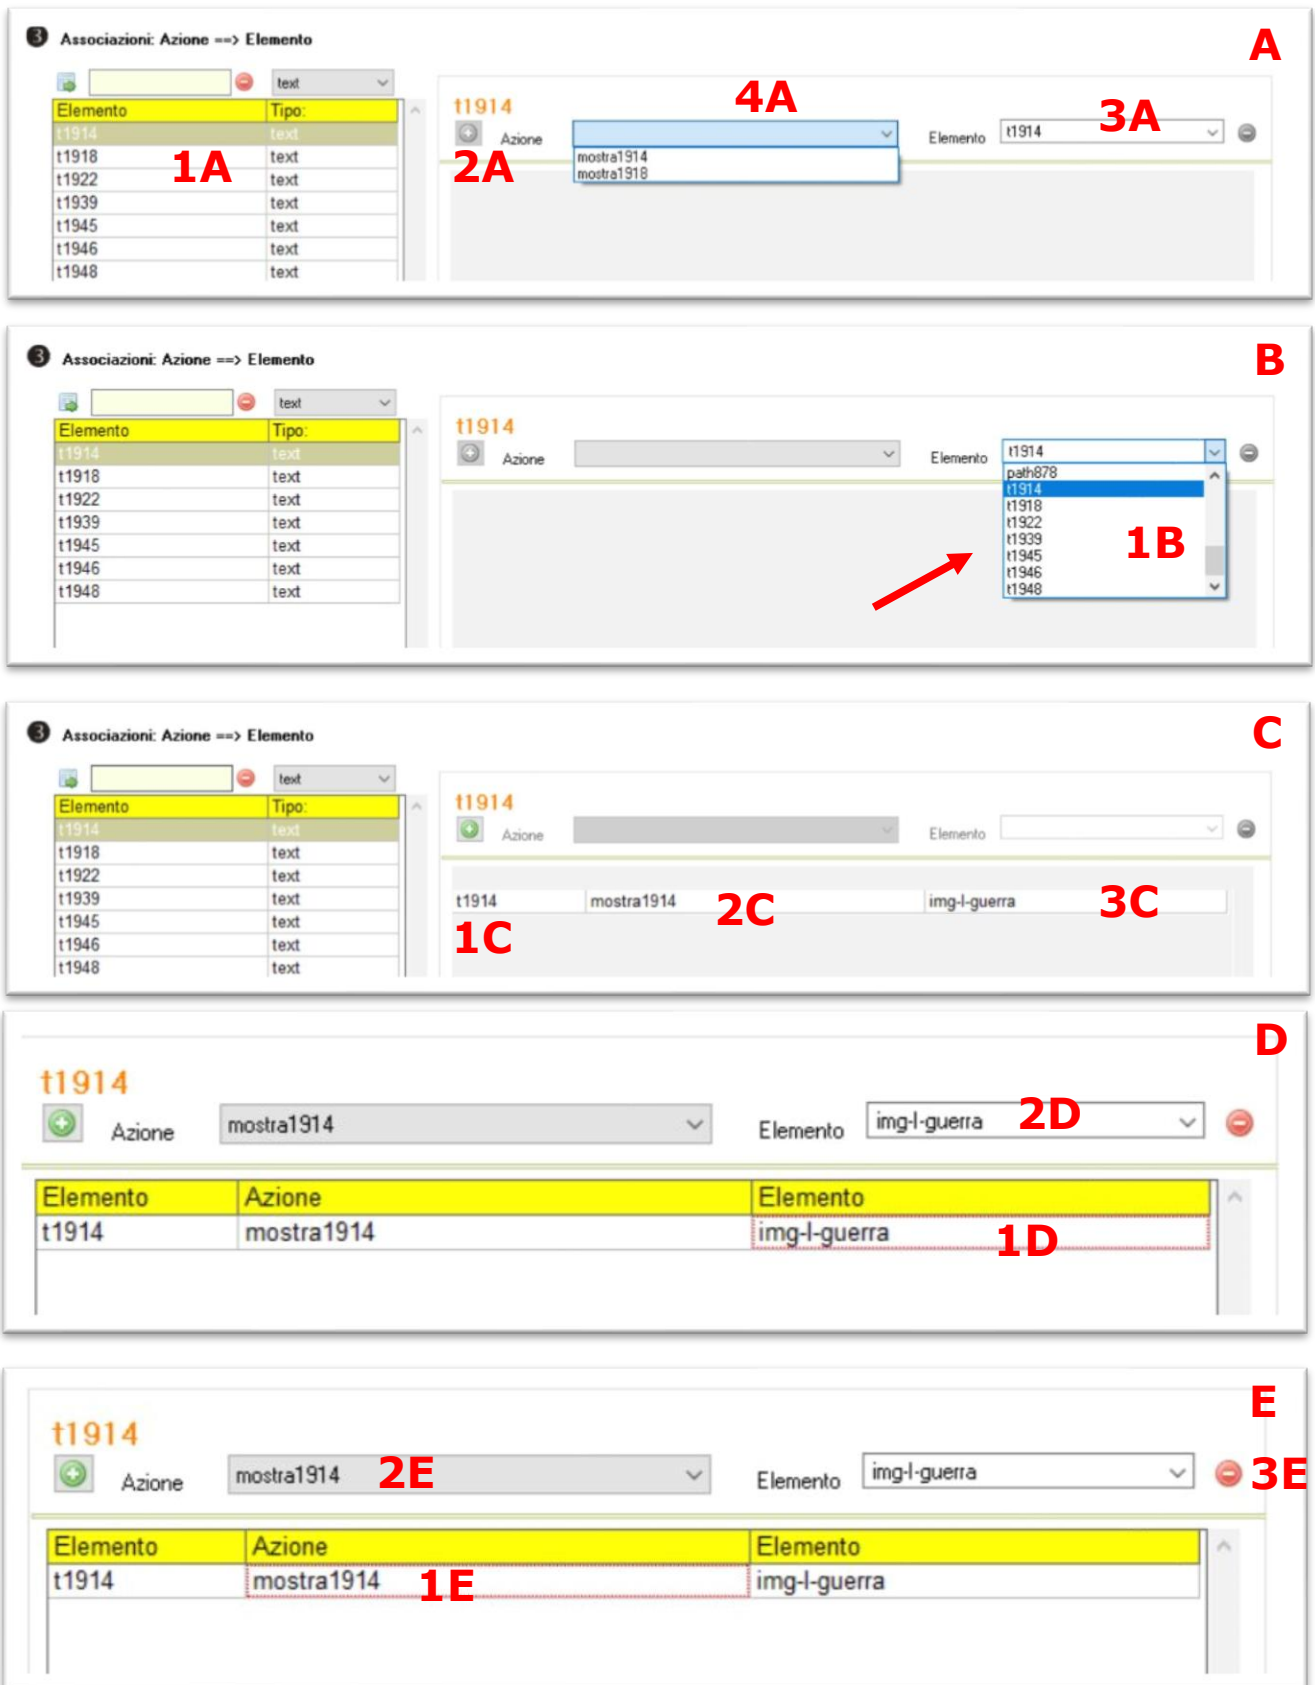 3 Associazioni: Azione ==> Elemento A
text
Elemento Tipo:
t1914 text
t1918 text
t1922 text
t1939 text
t1945 text
t1946 text
t1948 text
1A
t1914
2A Azione 4A
mostra1914
mostra1918
Elemento t1914 3A
3 Associazioni: Azione ==> Elemento B
text
Elemento Tipo:
t1914 text
t1918 text
t1922 text
t1939 text
t1945 text
t1946 text
t1948 text
t1914
Azione Elemento t1914
path878
t1914
t1918
t1922
t1939
t1945
t1946
t1948
1B
3 Associazioni: Azione ==> Elemento C
text
Elemento Tipo:
t1914 text
t1918 text
t1922 text
t1939 text
t1945 text
t1946 text
t1948 text
t1914
Azione Elemento
t1914 mostra1914 2C img-I-guerra 3C
1C
D
t1914
Azione mostra1914 Elemento img-I-guerra 2D
Elemento Azione Elemento
t1914 mostra1914 img-I-guerra 1D
E
t1914
Azione mostra1914 2E Elemento img-I-guerra 3E
Elemento Azione Elemento
t1914 mostra1914 1E img-I-guerra